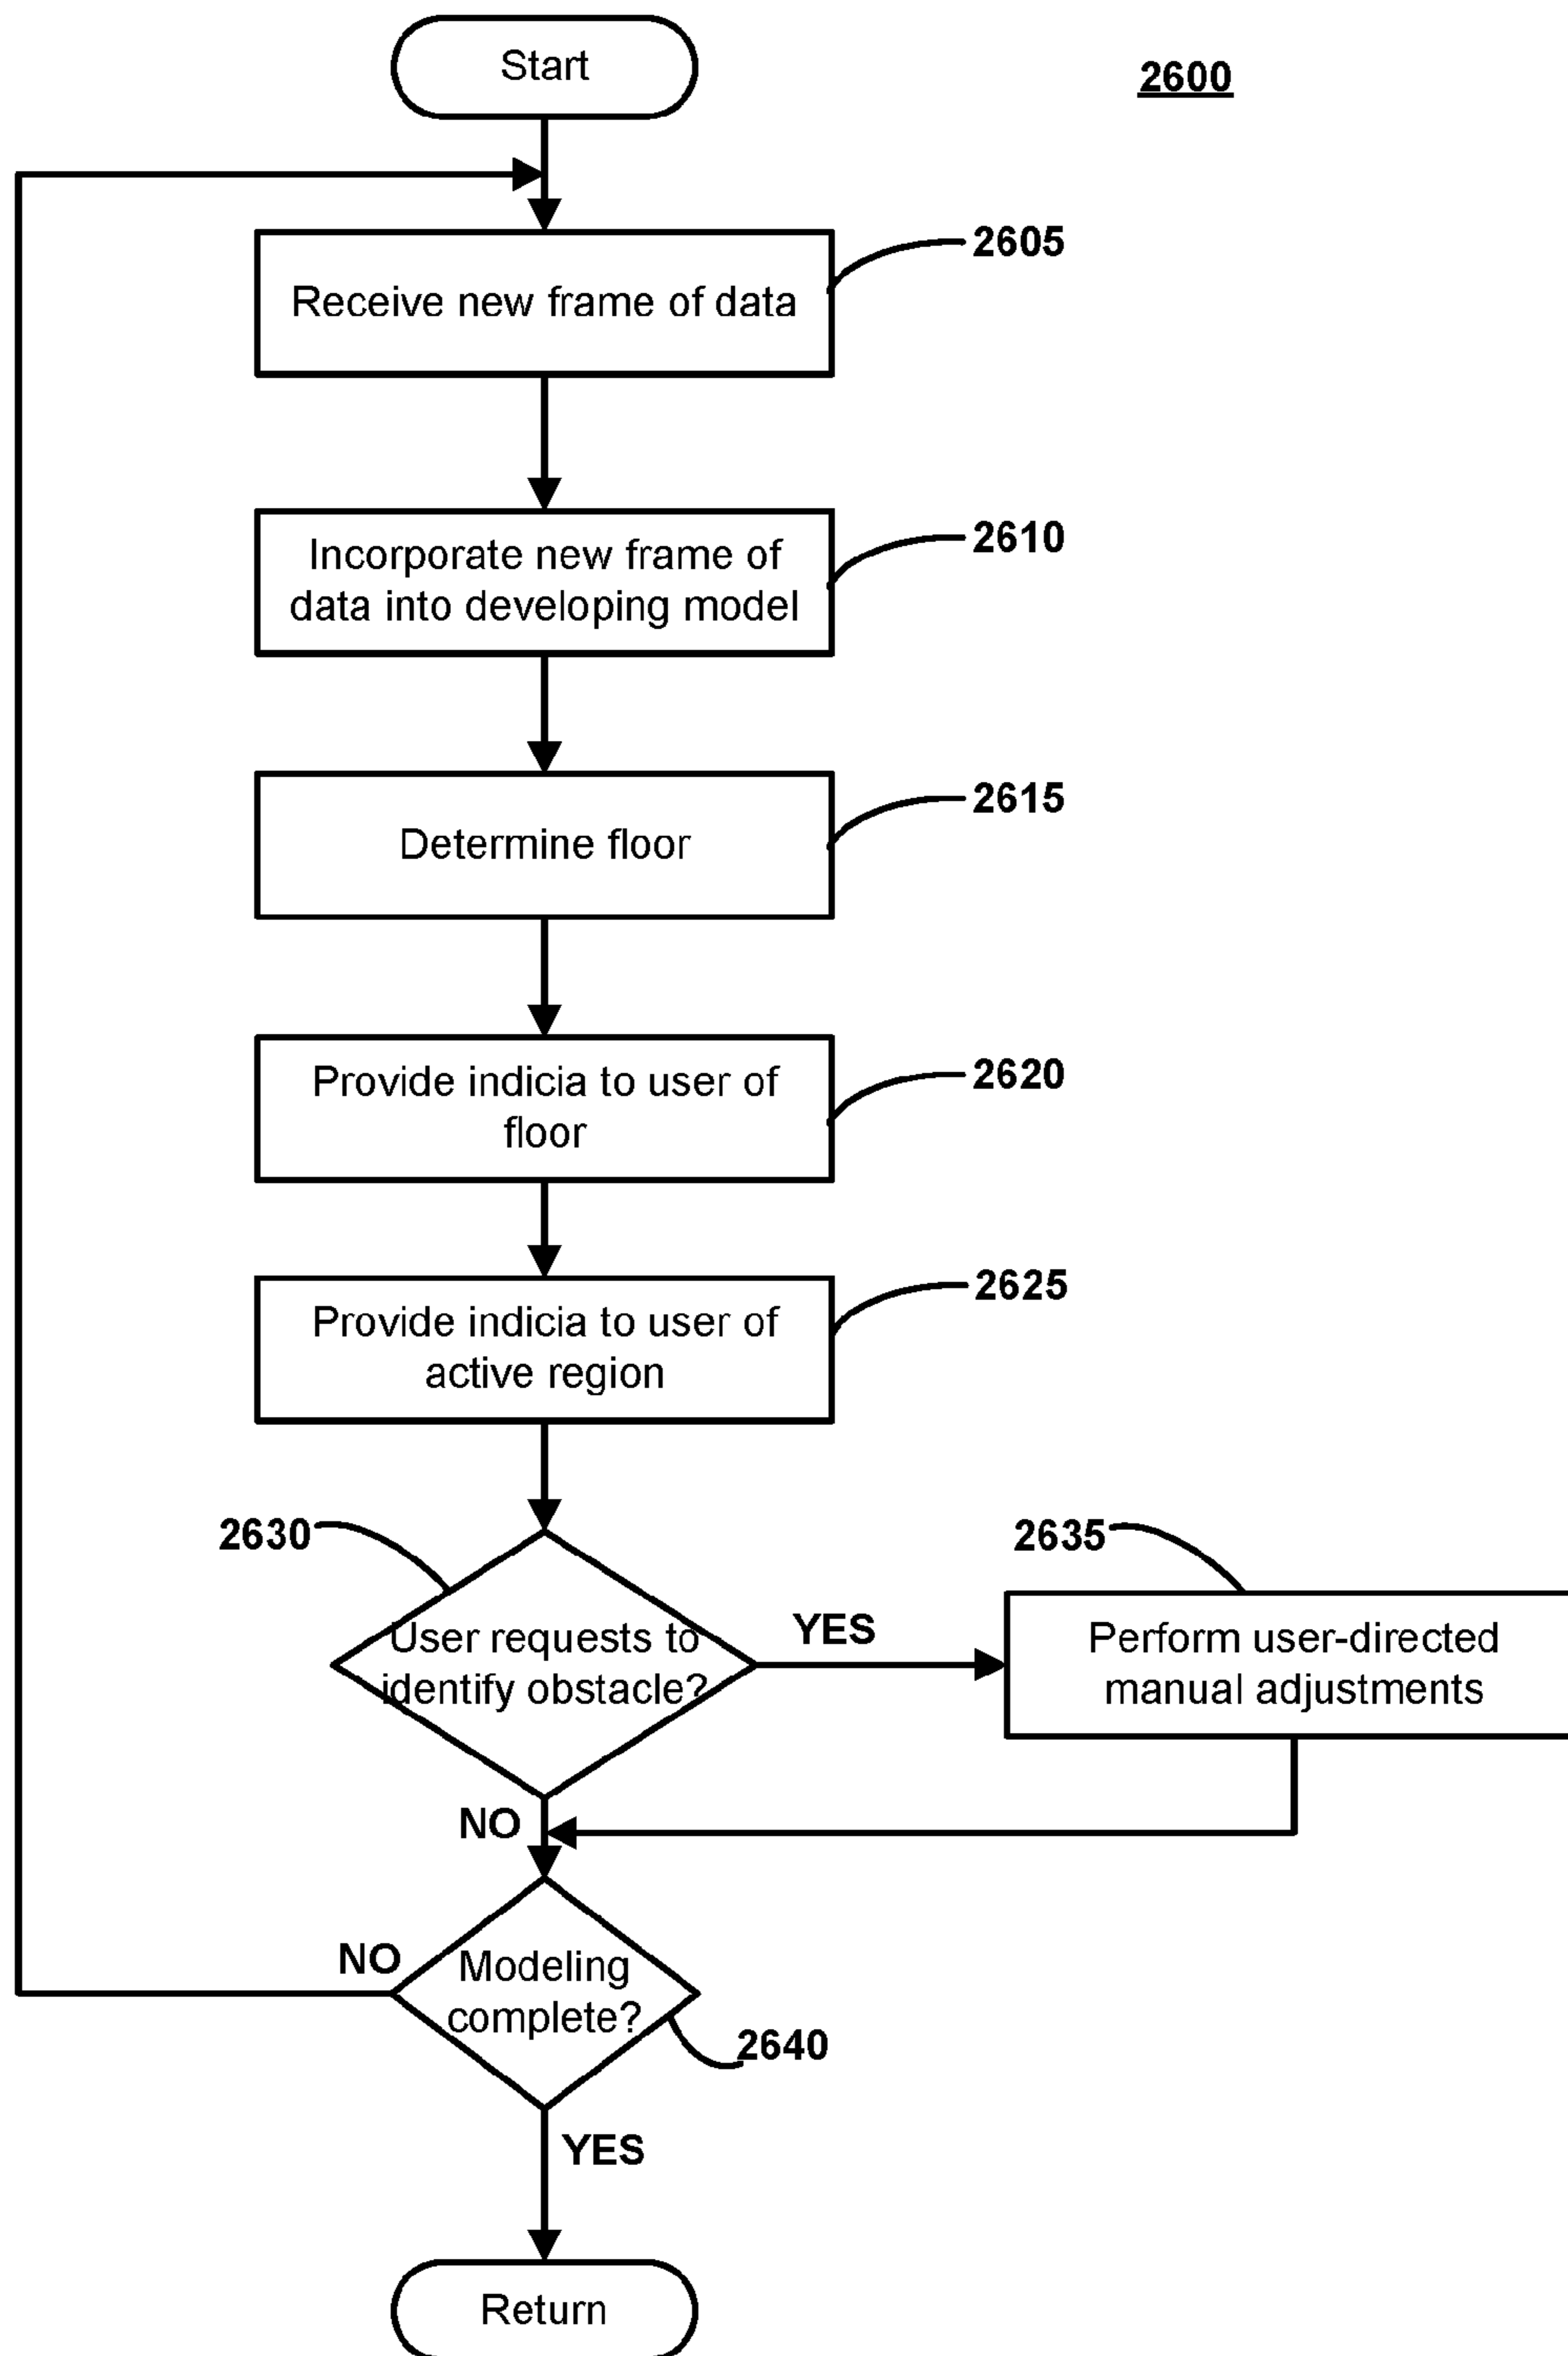 Start
2600
2605
Receive new frame of data
2610
Incorporate new frame of
data into developing model
2615
Determine floor
2620
Provide indicia to user of
floor
2625
Provide indicia to user of
active region
2630
2635
User requests to
identify obstacle?
YES
Perform user-directed
manual adjustments
NO
NO
Modeling
complete?
2640
YES
Return